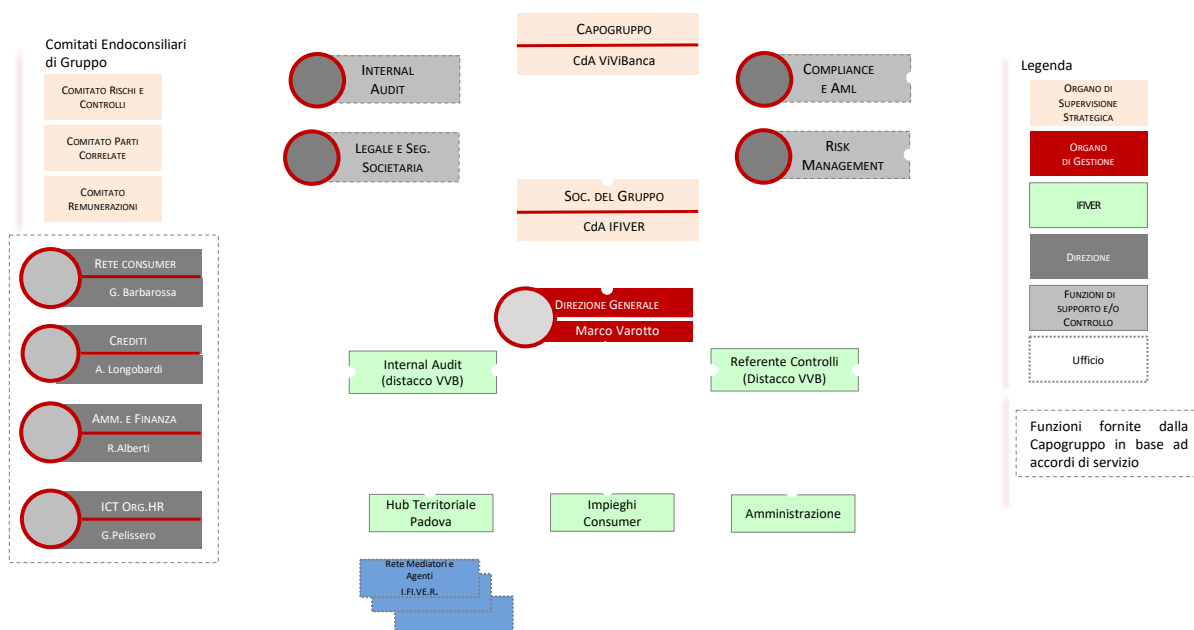 Comitati Endoconsiliari
di Gruppo
COMITATO RISCHI E
CONTROLLI
COMITATO PARTI
CORRELATE
COMITATO
REMUNERAZIONI
RETE CONSUMER
G. Barbarossa
CREDITI
A. Longobardi
AMM. E FINANZA
R.Alberti
ICT ORG.HR
G.Pelissero
INTERNAL
AUDIT
LEGALE E SEG.
SOCIETARIA
CAPOGRUPPO
CdA ViViBanca
COMPLIANCE
E AML
RISK
MANAGEMENT
SOC. DEL GRUPPO
CdA IFIVER
DIREZIONE GENERALE
Marco Varotto
Internal Audit
(distacco VVB)
Referente Controlli
(Distacco VVB)
Hub Territoriale
Padova
Impieghi
Consumer
Amministrazione
Rete Mediatori e
Agenti
I.FI.VE.R.
Legenda
ORGANO DI
SUPERVISIONE
STRATEGICA
ORGANO
DI GESTIONE
IFIVER
DIREZIONE
FUNZIONI DI
SUPPORTO E/O
CONTROLLO
Ufficio
Funzioni fornite dalla
Capogruppo in base ad
accordi di servizio